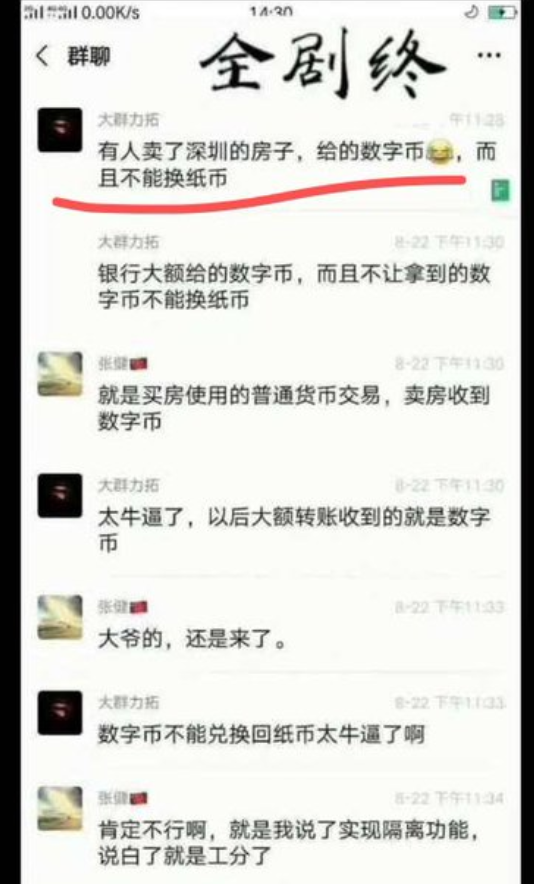 0.00K/s
14:30
群聊
全剧终
大群力拓
午11:28
有人卖了深圳的房子，给的数字币😂，而
且不能换纸币
大群力拓
8-22 下午11:30
银行大额给的数字币，而且不让拿到的数
字币不能换纸币
张健🇨🇳
8-22 下午11:30
就是买房使用的普通货币交易，卖房收到
数字币
大群力拓
8-22 下午11:30
太牛逼了，以后大额转账收到的就是数字
币
张健🇨🇳
8-22 下午11:33
大爷的，还是来了。
大群力拓
8-22 下午11:33
数字币不能兑换回纸币太牛逼了啊
张健🇨🇳
8-22 下午11:34
肯定不行啊，就是我说了实现隔离功能，
说白了就是工分了